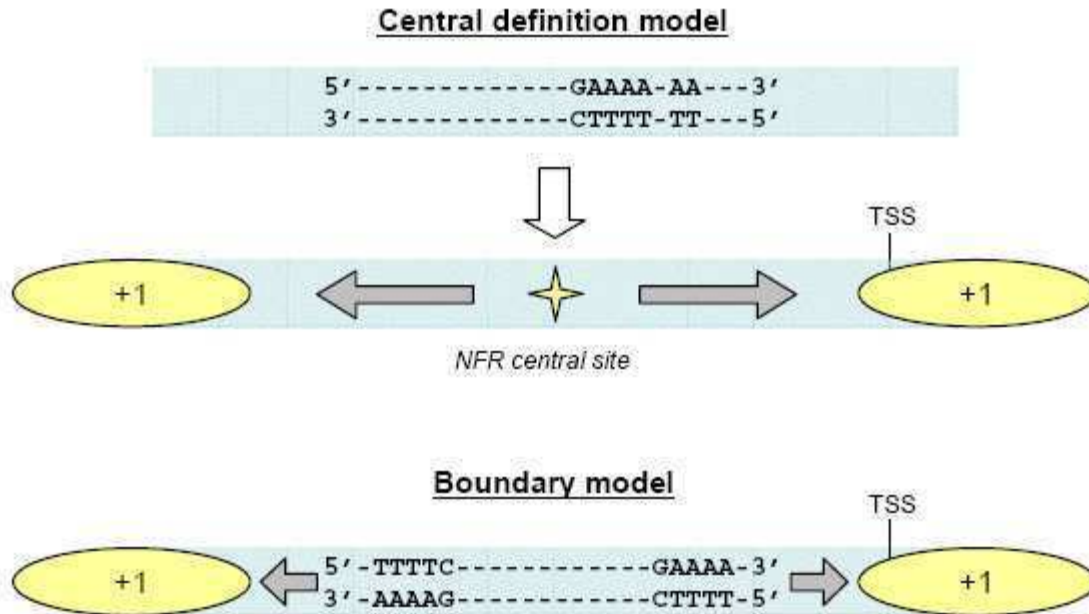 Central definition model
5’-------------GAAAA-AA---3’
3’-------------CTTTT-TT---5’
TSS
+1
+1
NFR central site
Boundary model
TSS
+1
5’-TTTTC------------GAAAA-3’
+1
3’-AAAAG------------CTTTT-5’